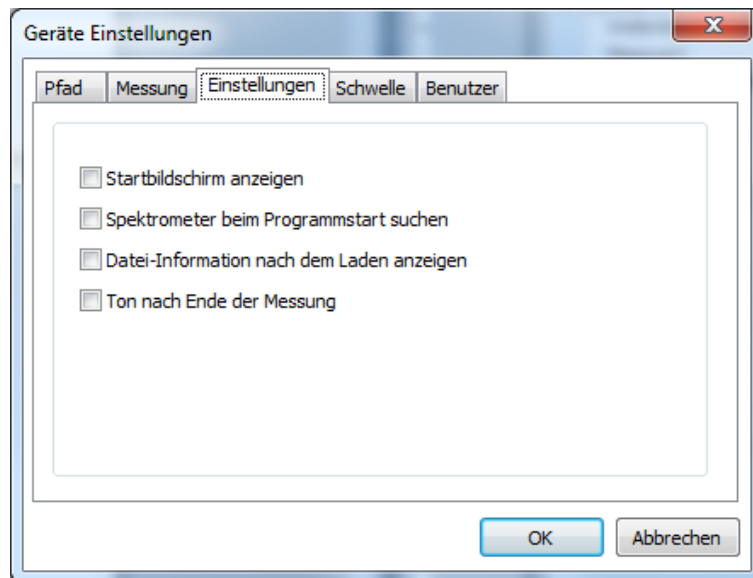 Geräte Einstellungen
Pfad Messung Einstellungen Schwelle Benutzer
Startbildschirm anzeigen
Spektrometer beim Programmstart suchen
Datei-Information nach dem Laden anzeigen
Ton nach Ende der Messung
OK Abbrechen